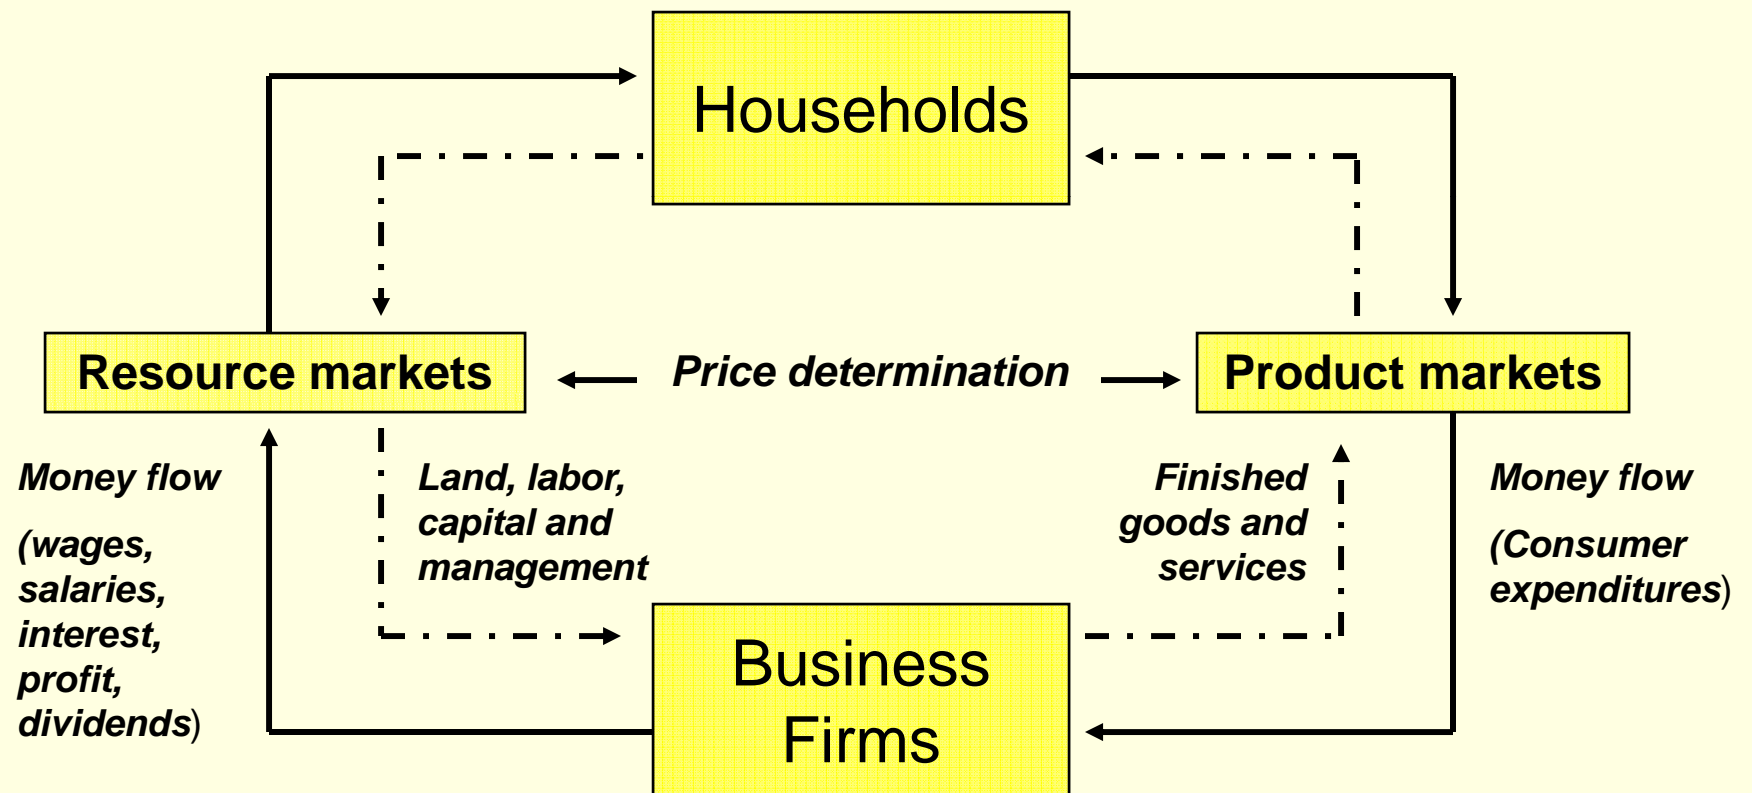 Households
Resource markets
Price determination
Product markets
Money flow
(wages,
salaries,
interest,
profit,
dividends)
Land, labor,
capital and
management
Finished
goods and
services
Money flow
(Consumer
expenditures)
Business
Firms